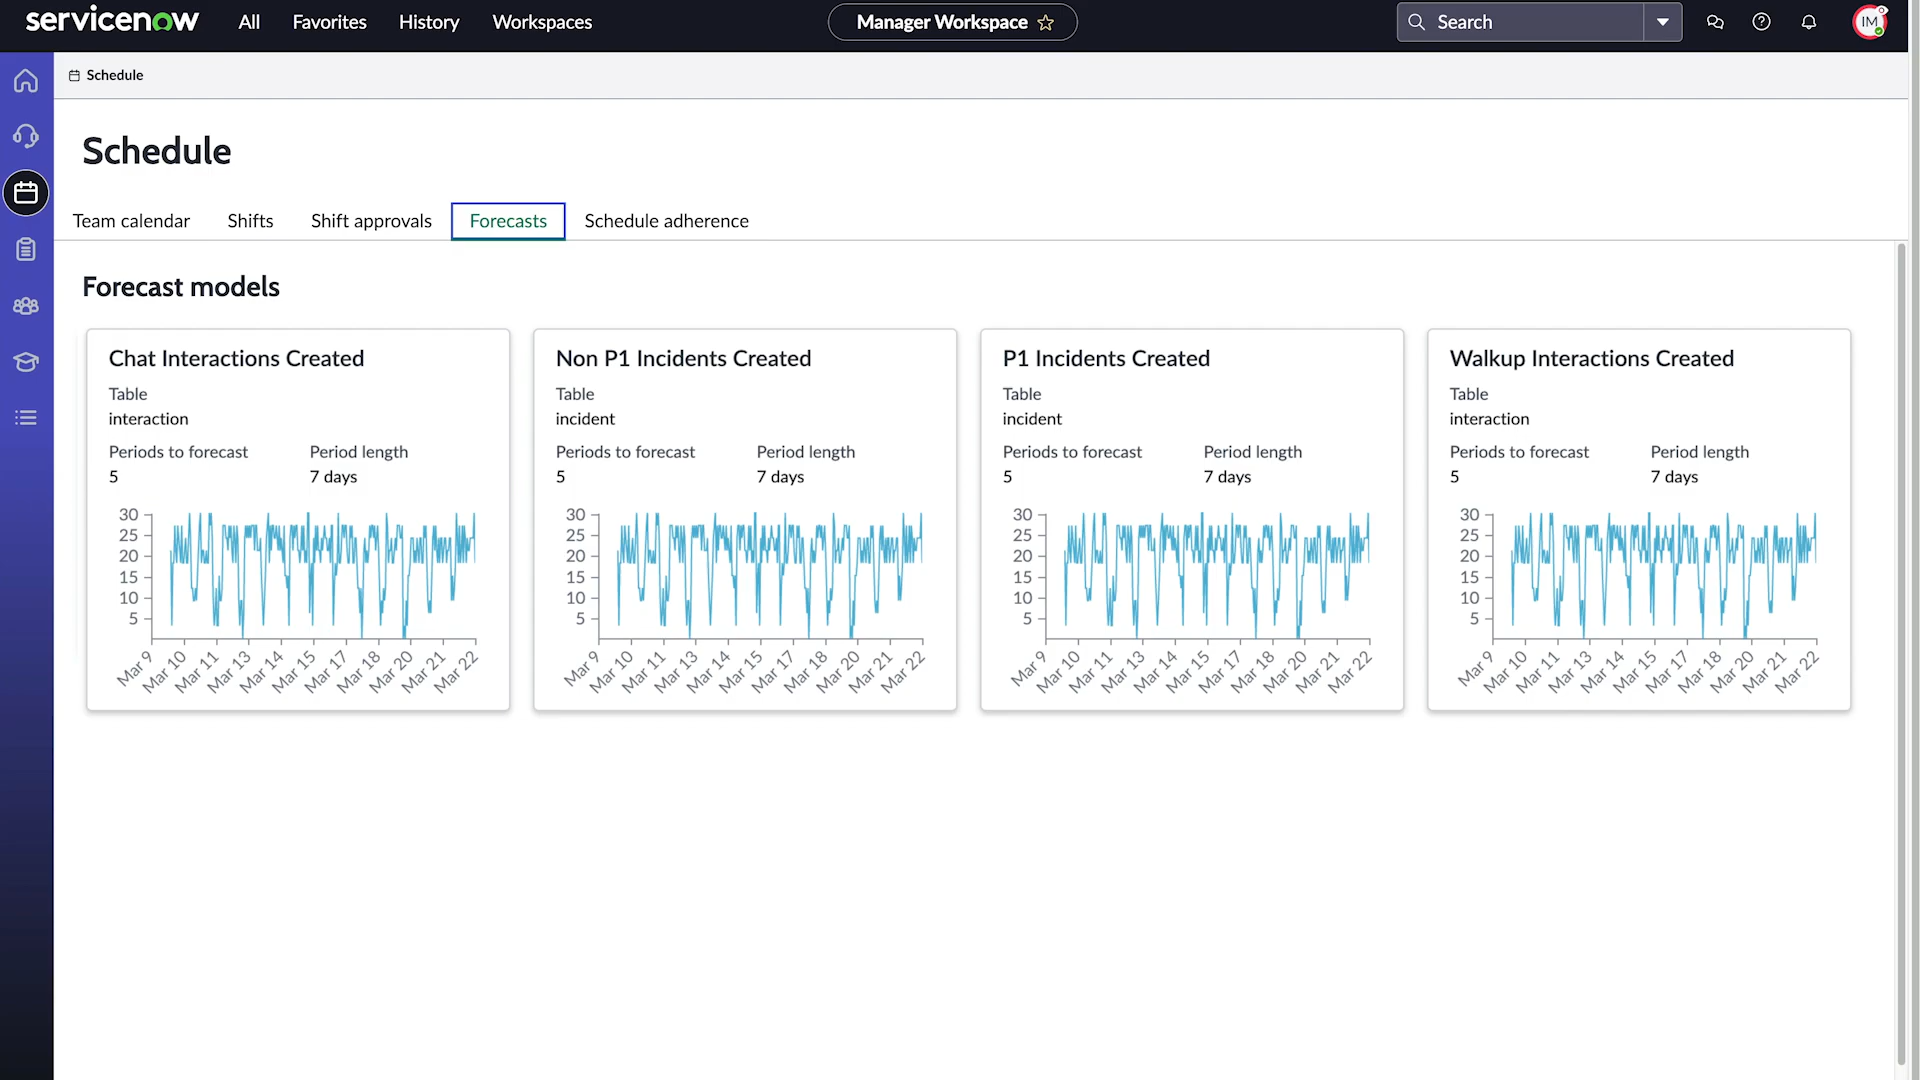 servicenow All Favorites History Workspaces Manager Workspace Search IM
Schedule
Schedule
Team calendar Shifts Shift approvals Forecasts Schedule adherence
Forecast models
Chat Interactions Created
Table
interaction
Periods to forecast Period length
5 7 days
30
25
20
15
10
5
Mar 9 Mar 10 Mar 11 Mar 13 Mar 14 Mar 15 Mar 17 Mar 18 Mar 20 Mar 21 Mar 22
Non P1 Incidents Created
Table
incident
Periods to forecast Period length
5 7 days
30
25
20
15
10
5
Mar 9 Mar 10 Mar 11 Mar 13 Mar 14 Mar 15 Mar 17 Mar 18 Mar 20 Mar 21 Mar 22
P1 Incidents Created
Table
incident
Periods to forecast Period length
5 7 days
30
25
20
15
10
5
Mar 9 Mar 10 Mar 11 Mar 13 Mar 14 Mar 15 Mar 17 Mar 18 Mar 20 Mar 21 Mar 22
Walkup Interactions Created
Table
interaction
Periods to forecast Period length
5 7 days
30
25
20
15
10
5
Mar 9 Mar 10 Mar 11 Mar 13 Mar 14 Mar 15 Mar 17 Mar 18 Mar 20 Mar 21 Mar 22